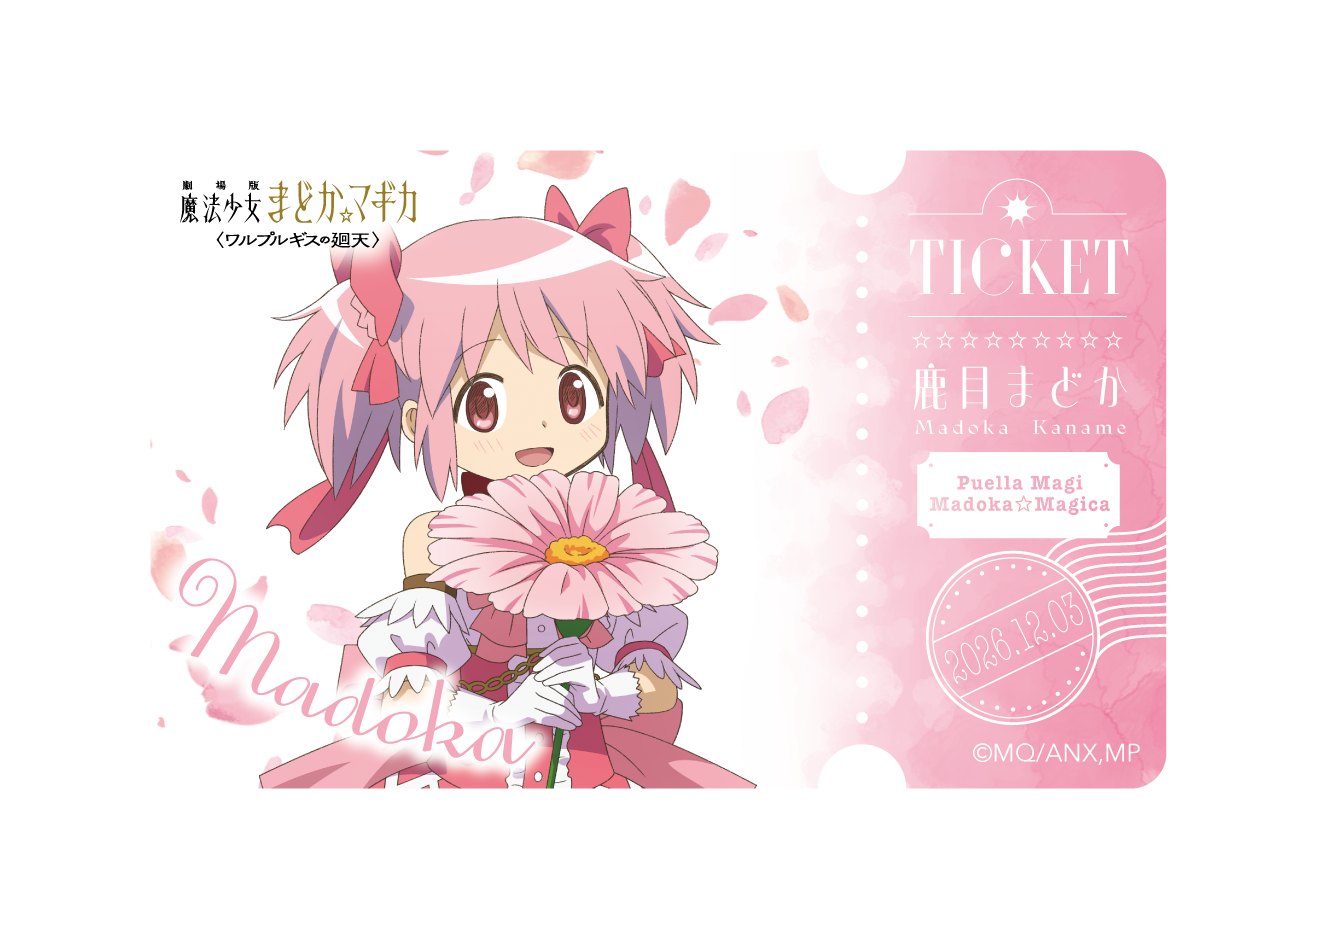 劇場版
魔法少女まどか☆マギカ
〈ワルプルギスの廻天〉
Madoka
TICKET
☆☆☆☆☆☆☆☆☆
鹿目まどか
Madoka Kaname
Puella Magi
Madoka☆Magica
2026.12.03
©MQ/ANX,MP